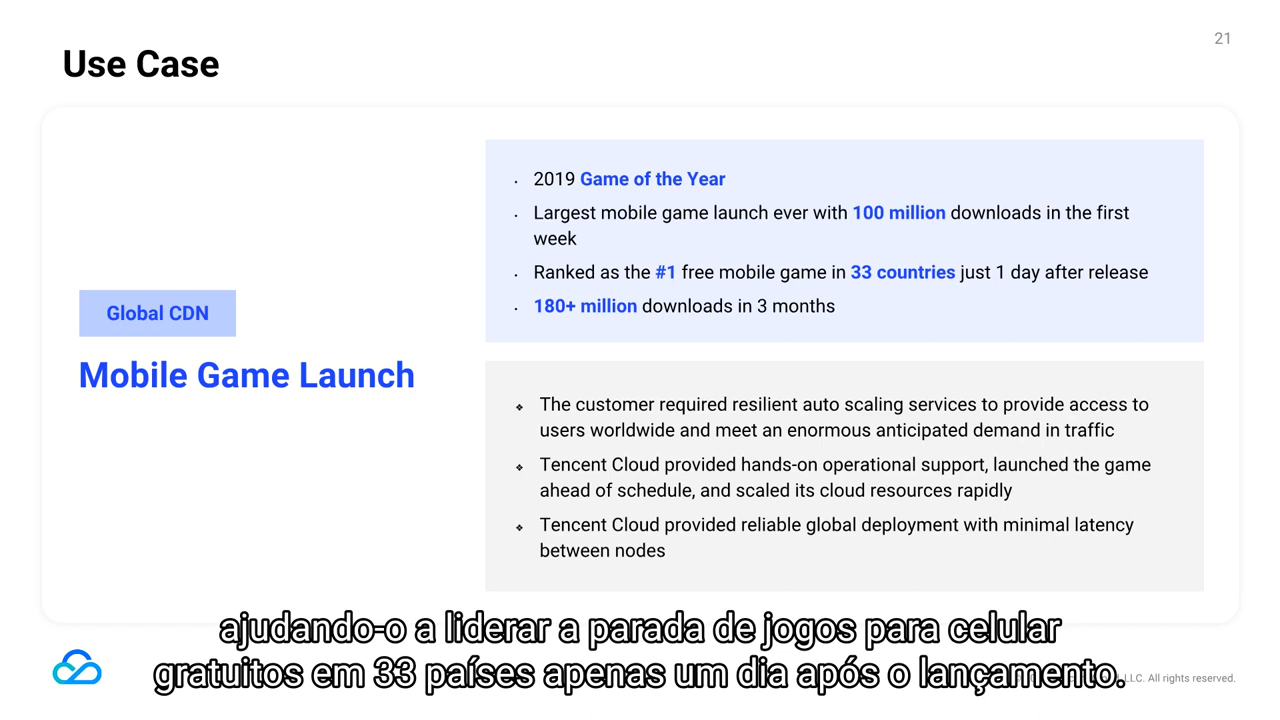 21
Use Case
Global CDN
Mobile Game Launch
2019 Game of the Year
Largest mobile game launch ever with 100 million downloads in the first
week
Ranked as the #1 free mobile game in 33 countries just 1 day after release
180+ million downloads in 3 months
The customer required resilient auto scaling services to provide access to
users worldwide and meet an enormous anticipated demand in traffic
Tencent Cloud provided hands-on operational support, launched the game
ahead of schedule, and scaled its cloud resources rapidly
Tencent Cloud provided reliable global deployment with minimal latency
between nodes
ajudando-o a liderar a parada de jogos para celular
gratuitos em 33 países apenas um dia após o lançamento.
LLC. All rights reserved.